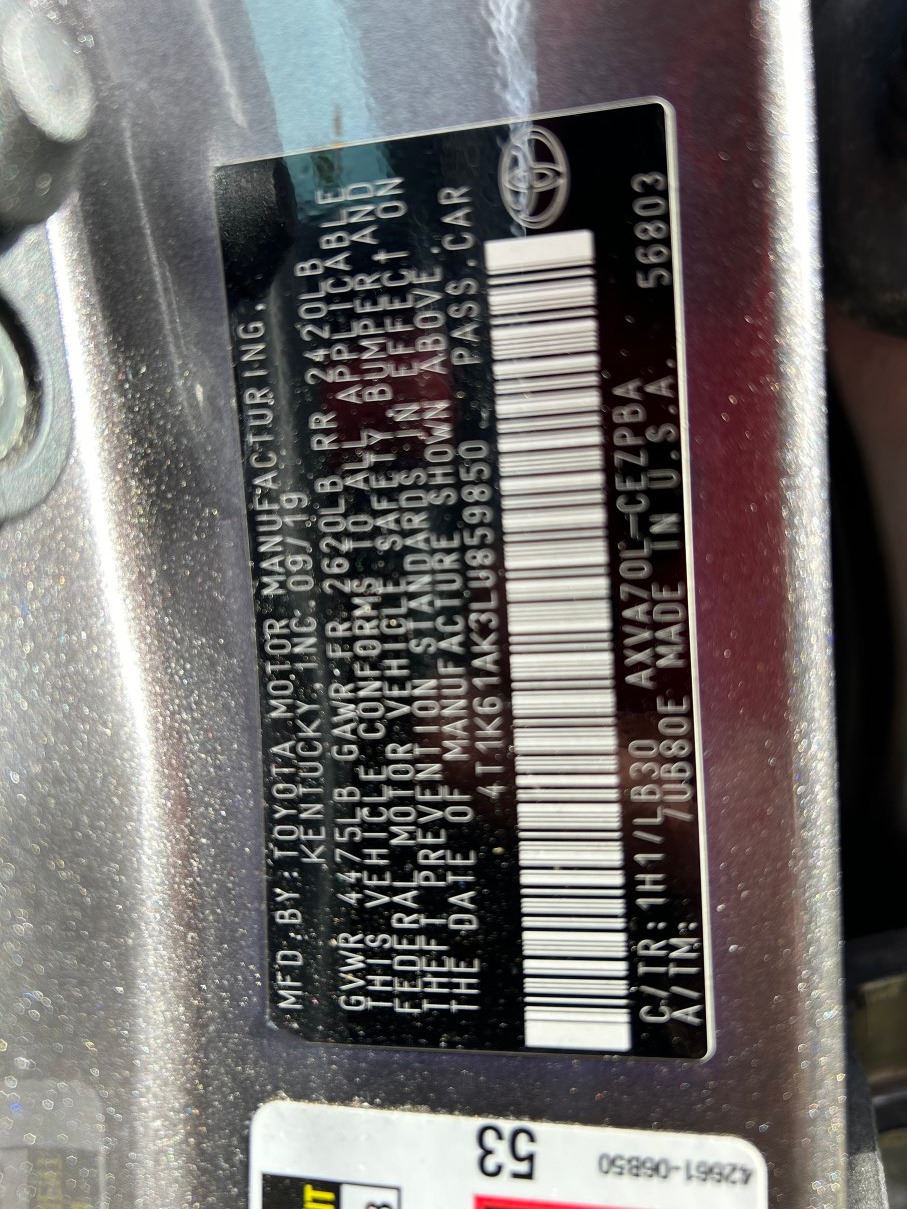 MFD.BY:TOYOTA MOTOR MANUFACTURING.
KENTUCKY.INC 09/19
GVWR 4475LB GAWR FR 2620LB RR 2420LB
THIS VEHICLE CONFORMS TO ALL APPLICABLE
FEDERAL MOTOR VEHICLE SAFETY,BUMPER,AND
THEFT PREVENTION STANDARDS IN EFFECT ON
THE DATE OF MANUFACTURE SHOWN ABOVE.
4T1K61AK3LU859850 PASS.CAR
C/TR:1H1/LB30 AXVA70L-CEZPBA 56803
A/TM: /UB80E MADE IN U.S.A.
53
42661-06B50